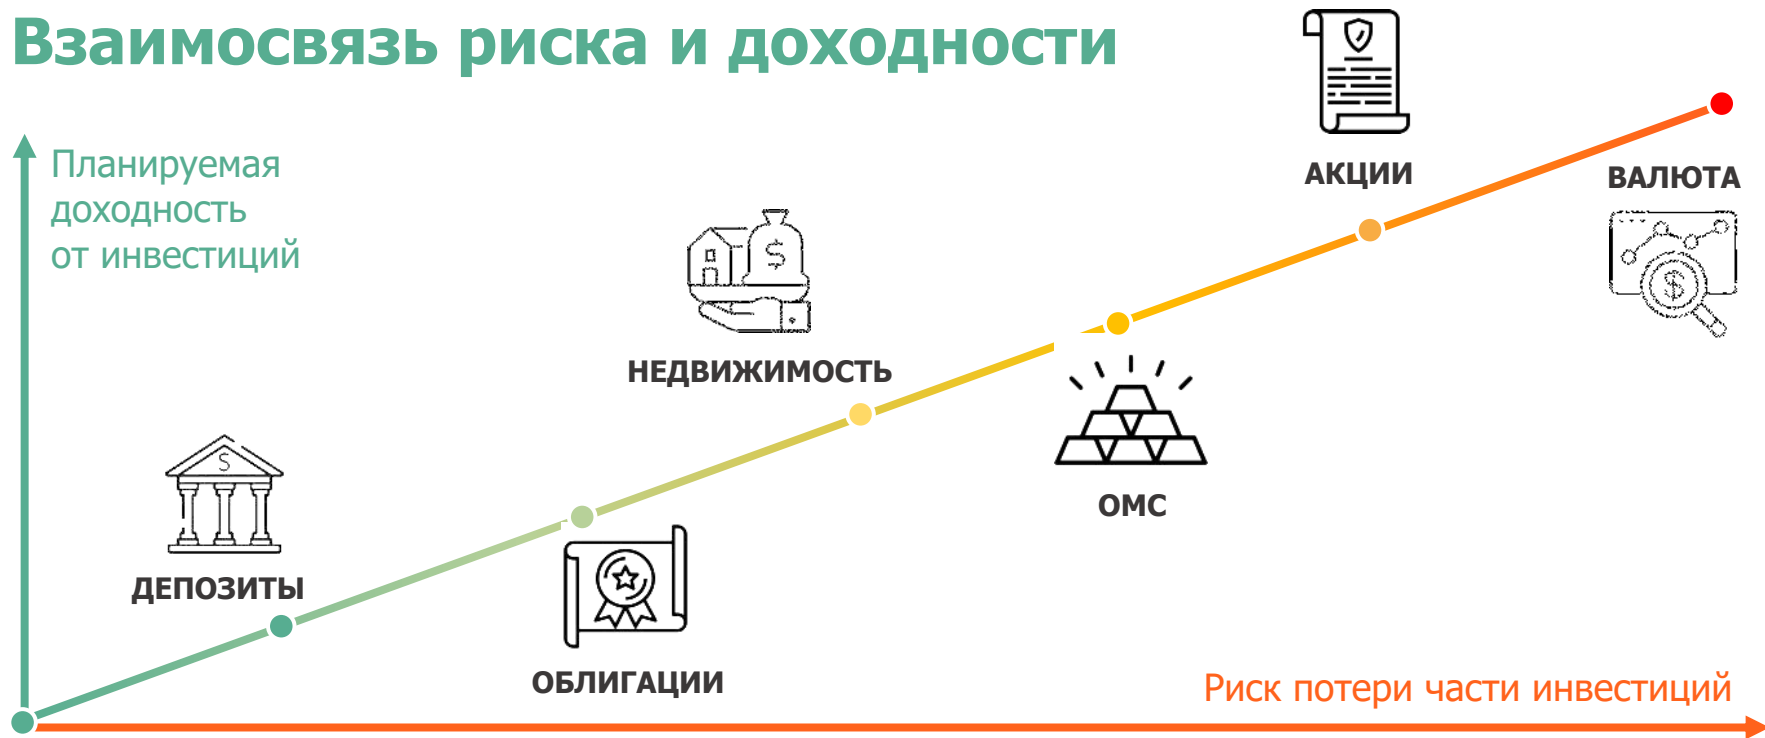 Взаимосвязь риска и доходности
Планируемая
доходность
от инвестиций
АКЦИИ
ВАЛЮТА
НЕДВИЖИМОСТЬ
ОМС
ДЕПОЗИТЫ
ОБЛИГАЦИИ
Риск потери части инвестиций